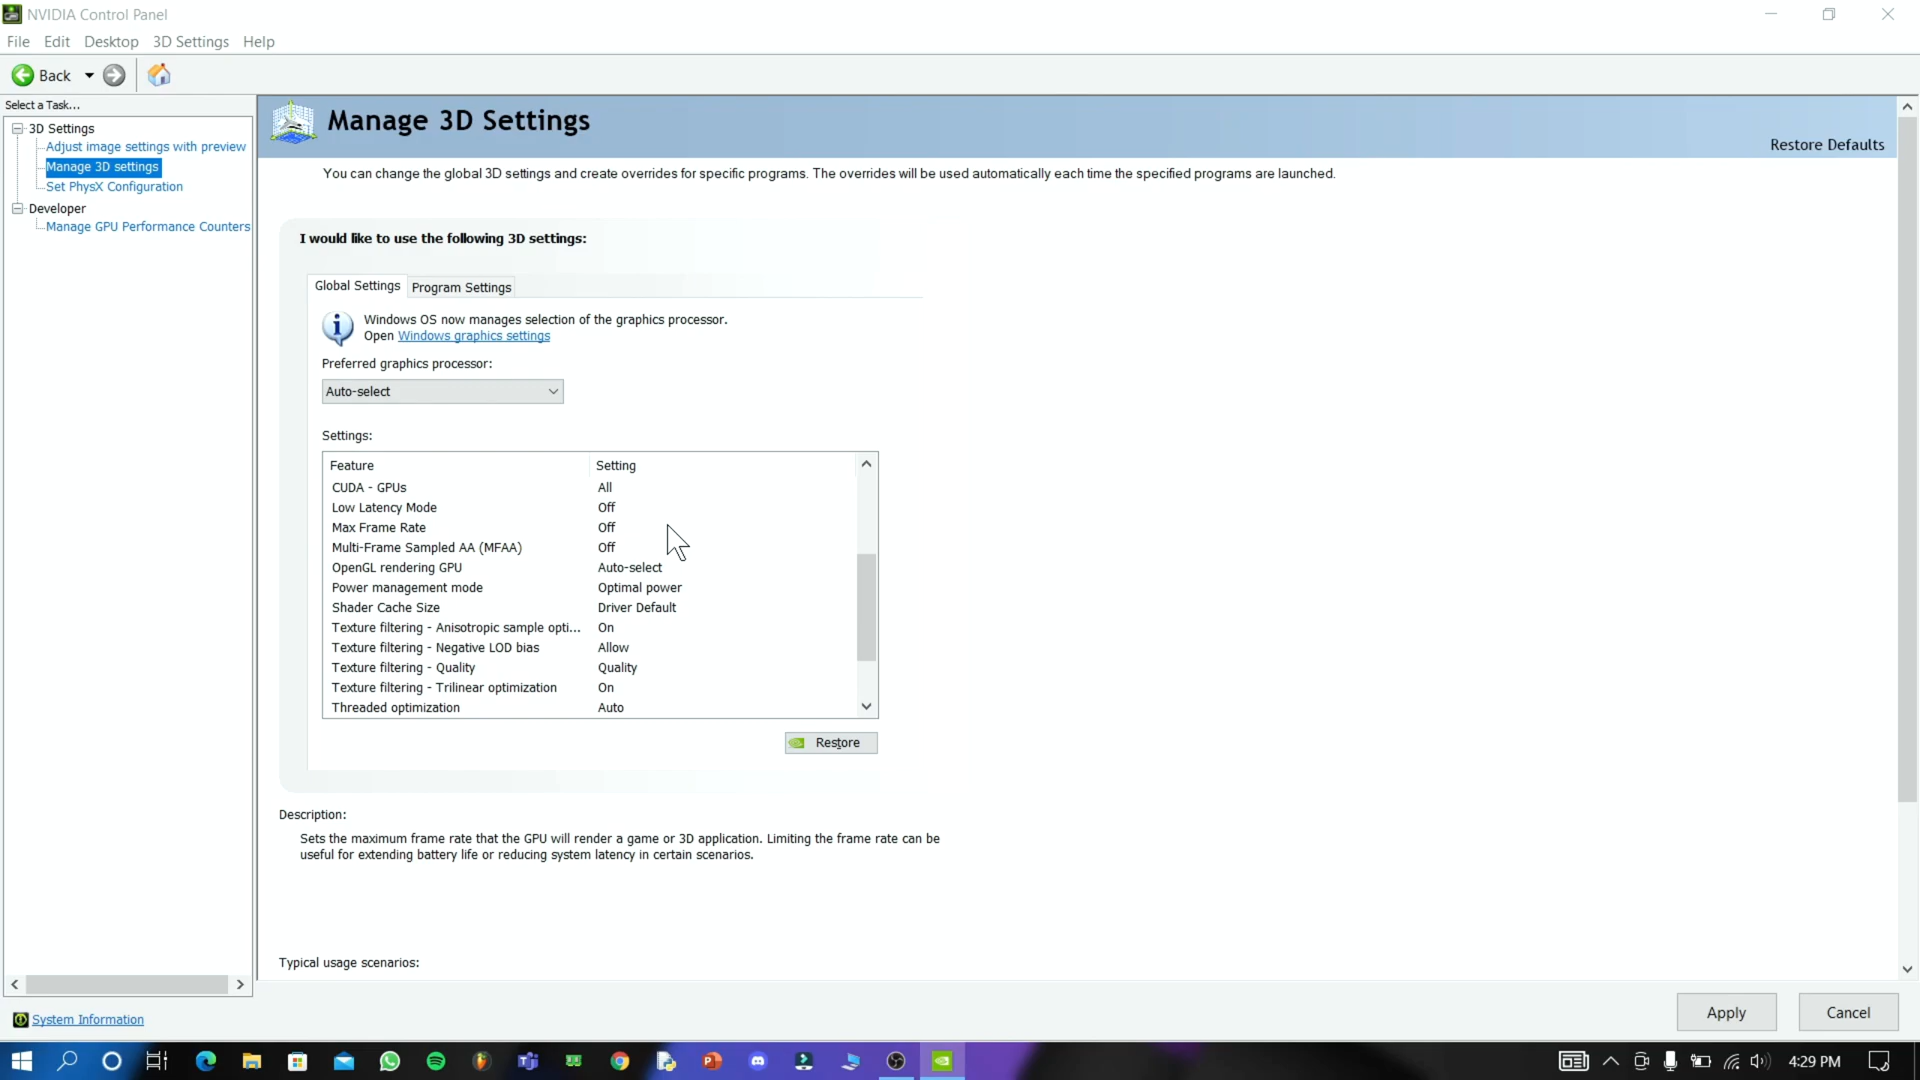 NVIDIA Control Panel
File Edit Desktop 3D Settings Help
Back
Select a Task...
3D Settings
Adjust image settings with preview
Manage 3D settings
Set PhysX Configuration
Developer
Manage GPU Performance Counters
System Information
Manage 3D Settings
Restore Defaults
You can change the global 3D settings and create overrides for specific programs. The overrides will be used automatically each time the specified programs are launched.
I would like to use the following 3D settings:
Global Settings Program Settings
Windows OS now manages selection of the graphics processor.
Open Windows graphics settings
Preferred graphics processor:
Auto-select
Settings:
Feature Setting
CUDA - GPUs All
Low Latency Mode Off
Max Frame Rate Off
Multi-Frame Sampled AA (MFAA) Off
OpenGL rendering GPU Auto-select
Power management mode Optimal power
Shader Cache Size Driver Default
Texture filtering - Anisotropic sample opti... On
Texture filtering - Negative LOD bias Allow
Texture filtering - Quality Quality
Texture filtering - Trilinear optimization On
Threaded optimization Auto
Restore
Description:
Sets the maximum frame rate that the GPU will render a game or 3D application. Limiting the frame rate can be
useful for extending battery life or reducing system latency in certain scenarios.
Typical usage scenarios:
Apply Cancel
4:29 PM